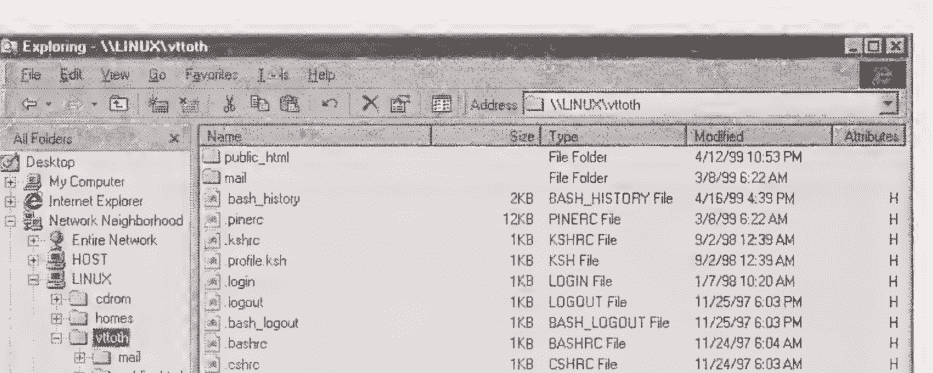 Exploring - \\LINUX\vttoth
File Edit View Go Favorites Help
Address \\LINUX\vttoth
All Folders
Name Size Type Modified Attributes
public_html File Folder 4/12/99 10:53 PM
mail File Folder 3/8/99 6:22 AM
.bash_history 2KB BASH_HISTORY File 4/16/99 4:39 PM H
.pinerc 12KB PINERC File 3/8/99 6:22 AM H
.kshrc 1KB KSHRC File 9/2/98 12:39 AM H
.profile.ksh 1KB KSH File 9/2/98 12:39 AM H
.login 1KB LOGIN File 1/7/98 10:20 AM H
.logout 1KB LOGOUT File 11/25/97 6:03 PM H
.bash_logout 1KB BASH_LOGOUT File 11/25/97 6:03 PM H
.bashrc 1KB BASHRC File 11/24/97 6:04 AM H
.cshrc 1KB CSHRC File 11/24/97 6:03 AM H
Desktop
My Computer
Internet Explorer
Network Neighborhood
Entire Network
HOST
LINUX
cdrom
homes
vttoth
mail